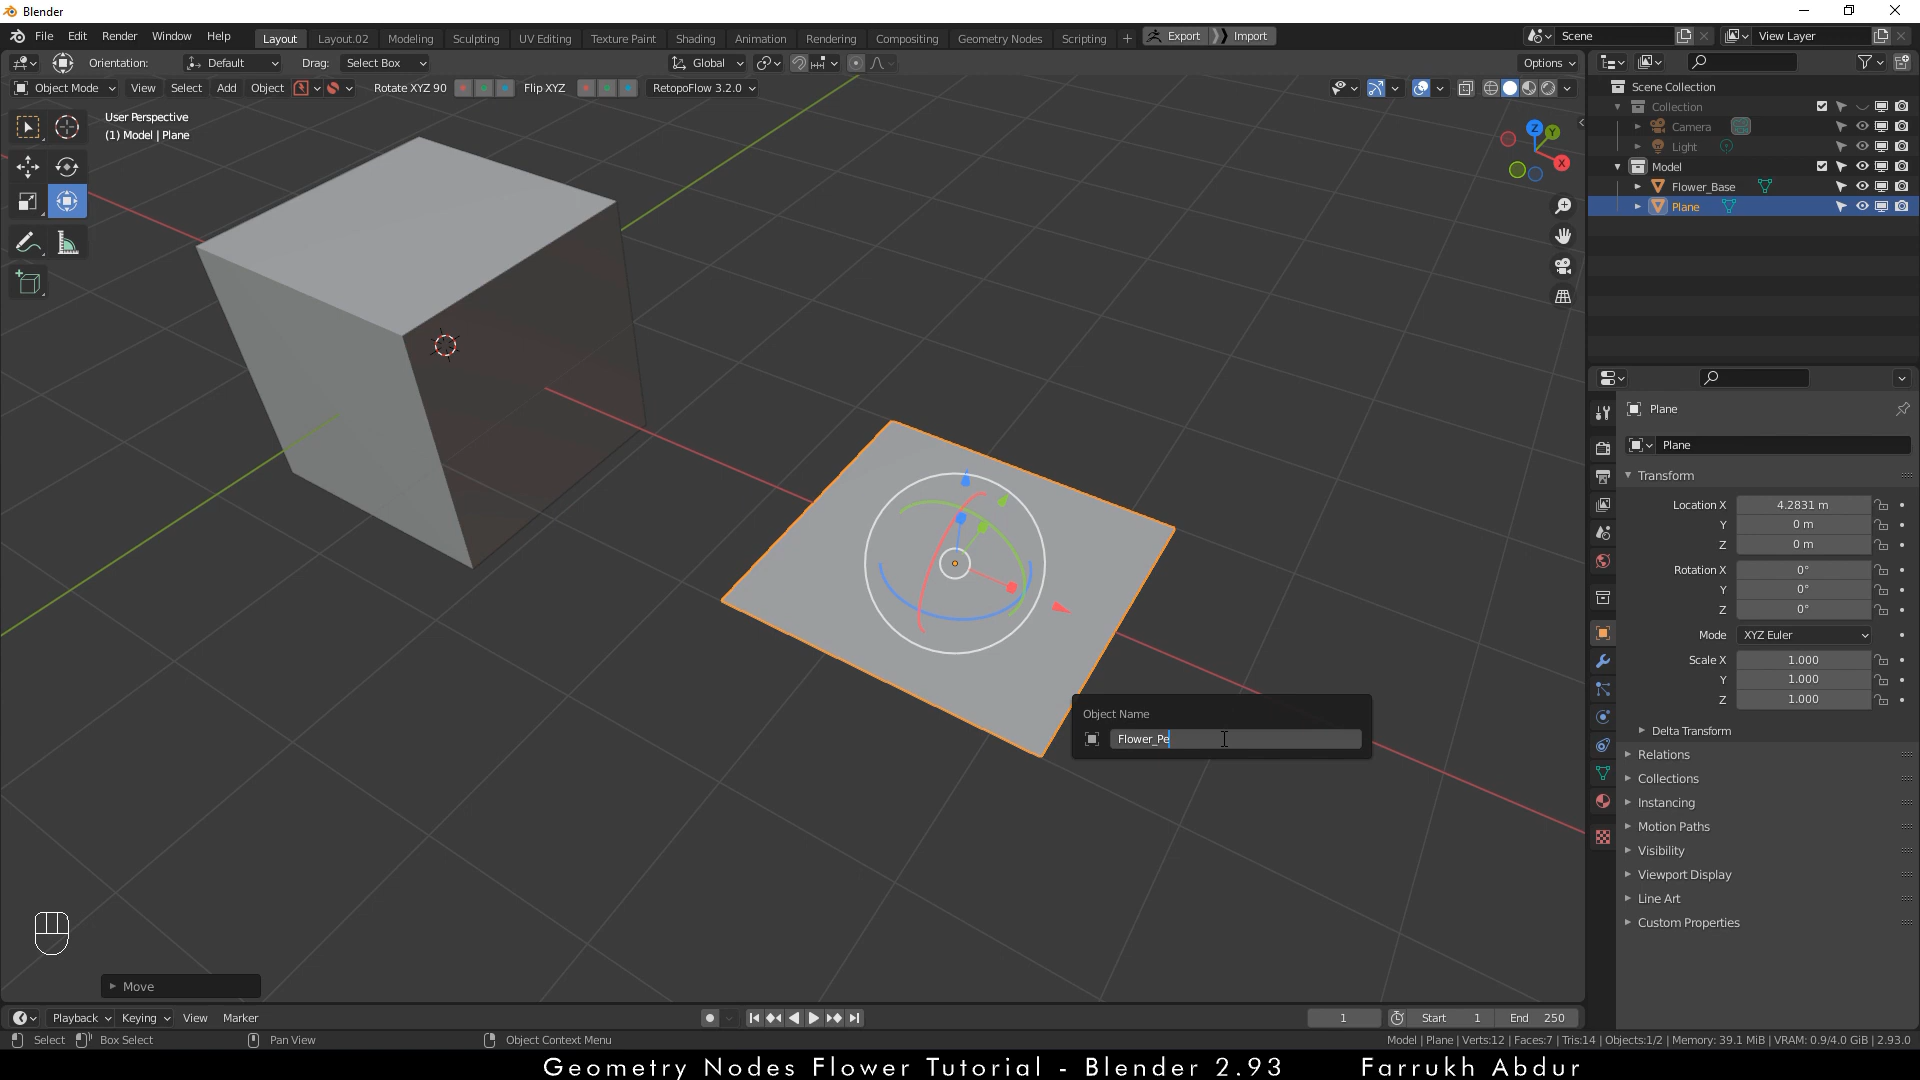 Blender
File Edit Render Window Help Layout Layout.02 Modeling Sculpting UV Editing Texture Paint Shading Animation Rendering Compositing Geometry Nodes Scripting + Export Import Scene View Layer
Orientation: Default Drag: Select Box Global Options
Object Mode View Select Add Object Rotate XYZ 90 Flip XYZ RetopoFlow 3.2.0
User Perspective
(1) Model | Plane
Z Y X
Scene Collection
Collection
Camera
Light
Model
Flower_Base
Plane
Plane
Plane
Transform
Location X 4.2831 m
Y 0 m
Z 0 m
Rotation X 0°
Y 0°
Z 0°
Mode XYZ Euler
Scale X 1.000
Y 1.000
Z 1.000
Delta Transform
Relations
Collections
Instancing
Motion Paths
Visibility
Viewport Display
Line Art
Custom Properties
Object Name
Flower_Pe
Move
Playback Keying View Marker 1 Start 1 End 250
Select Box Select Pan View Object Context Menu Model | Plane | Verts:12 | Faces:7 | Tris:14 | Objects:1/2 | Memory: 39.1 MiB | VRAM: 0.9/4.0 GiB | 2.93.0
Geometry Nodes Flower Tutorial - Blender 2.93 Farrukh Abdur